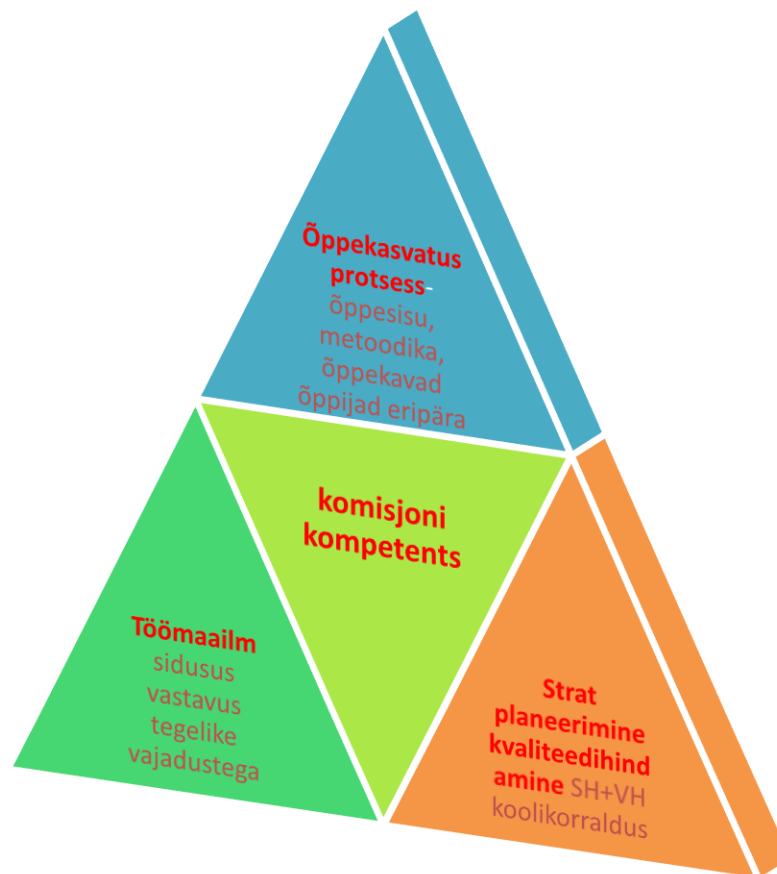 Õppekasvatus
protsess-
õppesisu,
metoodika,
õppekavad
õppijad eripära
komisjoni
kompetents
Töömaailm
sidusus
vastavus
tegelike
vajadustega
Strat
planeerimine
kvaliteedihind
amine SH+VH
koolikorraldus